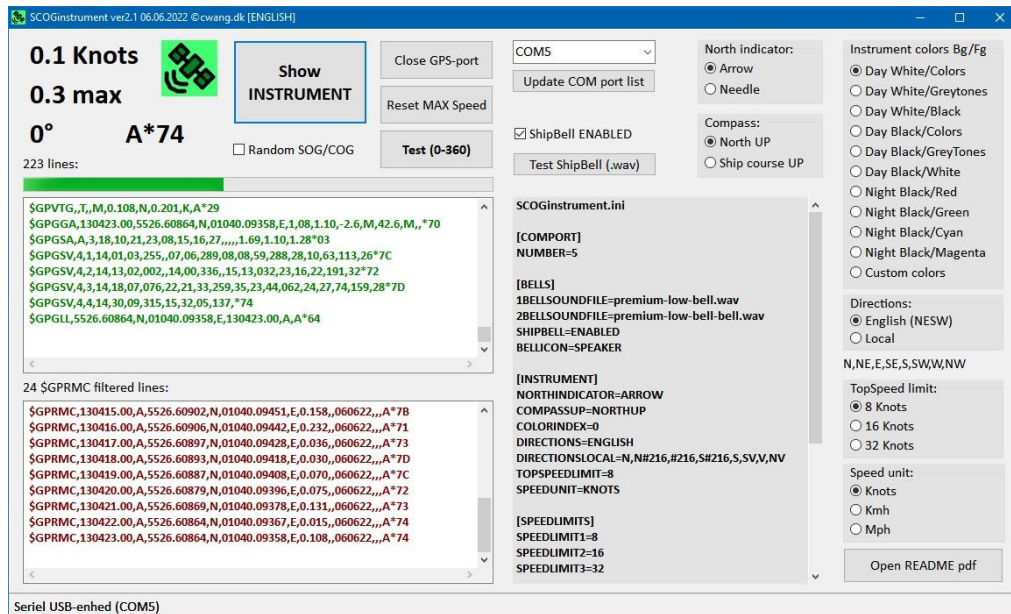 SCOGinstrument ver2.1 06.06.2022 ©cwang.dk [ENGLISH]
0.1 Knots
0.3 max
0° A*74
223 lines:
Show
INSTRUMENT
Random SOG/COG
Close GPS-port
Reset MAX Speed
Test (0-360)
$GPVTG,,T,,M,0.108,N,0.201,K,A*29
$GPGGA,130423.00,5526.60864,N,01040.09358,E,1,08,1.10,-2.6,M,42.6,M,,*70
$GPGSA,A,3,18,10,21,23,08,15,16,27,,,,,1.69,1.10,1.28*03
$GPGSV,4,1,14,01,03,255,,07,06,289,08,08,59,288,28,10,63,113,26*7C
$GPGSV,4,2,14,13,02,002,,14,00,336,,15,13,032,23,16,22,191,32*72
$GPGSV,4,3,14,18,07,076,22,21,33,259,35,23,44,062,24,27,74,159,28*7D
$GPGSV,4,4,14,30,09,315,15,32,05,137,*74
$GPGLL,5526.60864,N,01040.09358,E,130423.00,A,A*64
24 $GPRMC filtered lines:
$GPRMC,130415.00,A,5526.60902,N,01040.09451,E,0.158,,060622,,,A*7B
$GPRMC,130416.00,A,5526.60906,N,01040.09442,E,0.232,,060622,,,A*71
$GPRMC,130417.00,A,5526.60897,N,01040.09428,E,0.036,,060622,,,A*73
$GPRMC,130418.00,A,5526.60893,N,01040.09418,E,0.030,,060622,,,A*7D
$GPRMC,130419.00,A,5526.60887,N,01040.09408,E,0.070,,060622,,,A*7C
$GPRMC,130420.00,A,5526.60879,N,01040.09396,E,0.075,,060622,,,A*72
$GPRMC,130421.00,A,5526.60869,N,01040.09378,E,0.131,,060622,,,A*73
$GPRMC,130422.00,A,5526.60864,N,01040.09367,E,0.015,,060622,,,A*74
$GPRMC,130423.00,A,5526.60864,N,01040.09358,E,0.108,,060622,,,A*74
COM5
Update COM port list
ShipBell ENABLED
Test ShipBell (.wav)
North indicator:
Arrow
Needle
Compass:
North UP
Ship course UP
SCOGinstrument.ini
[COMPORT]
NUMBER=5
[BELLS]
1BELLSOUNDFILE=premium-low-bell.wav
2BELLSOUNDFILE=premium-low-bell-bell.wav
SHIPBELL=ENABLED
BELLICON=SPEAKER
[INSTRUMENT]
NORTHINDICATOR=ARROW
COMPASSUP=NORTHUP
COLORINDEX=0
DIRECTIONS=ENGLISH
DIRECTIONSLOCAL=N,N#216,#216,S#216,S,SV,V,NV
TOPSPEEDLIMIT=8
SPEEDUNIT=KNOTS
[SPEEDLIMITS]
SPEEDLIMIT1=8
SPEEDLIMIT2=16
SPEEDLIMIT3=32
Instrument colors Bg/Fg
Day White/Colors
Day White/Greytones
Day White/Black
Day Black/Colors
Day Black/GreyTones
Day Black/White
Night Black/Red
Night Black/Green
Night Black/Cyan
Night Black/Magenta
Custom colors
Directions:
English (NESW)
Local
N,NE,E,SE,S,SW,W,NW
TopSpeed limit:
8 Knots
16 Knots
32 Knots
Speed unit:
Knots
Kmh
Mph
Open README pdf
Seriel USB-enhed (COM5)